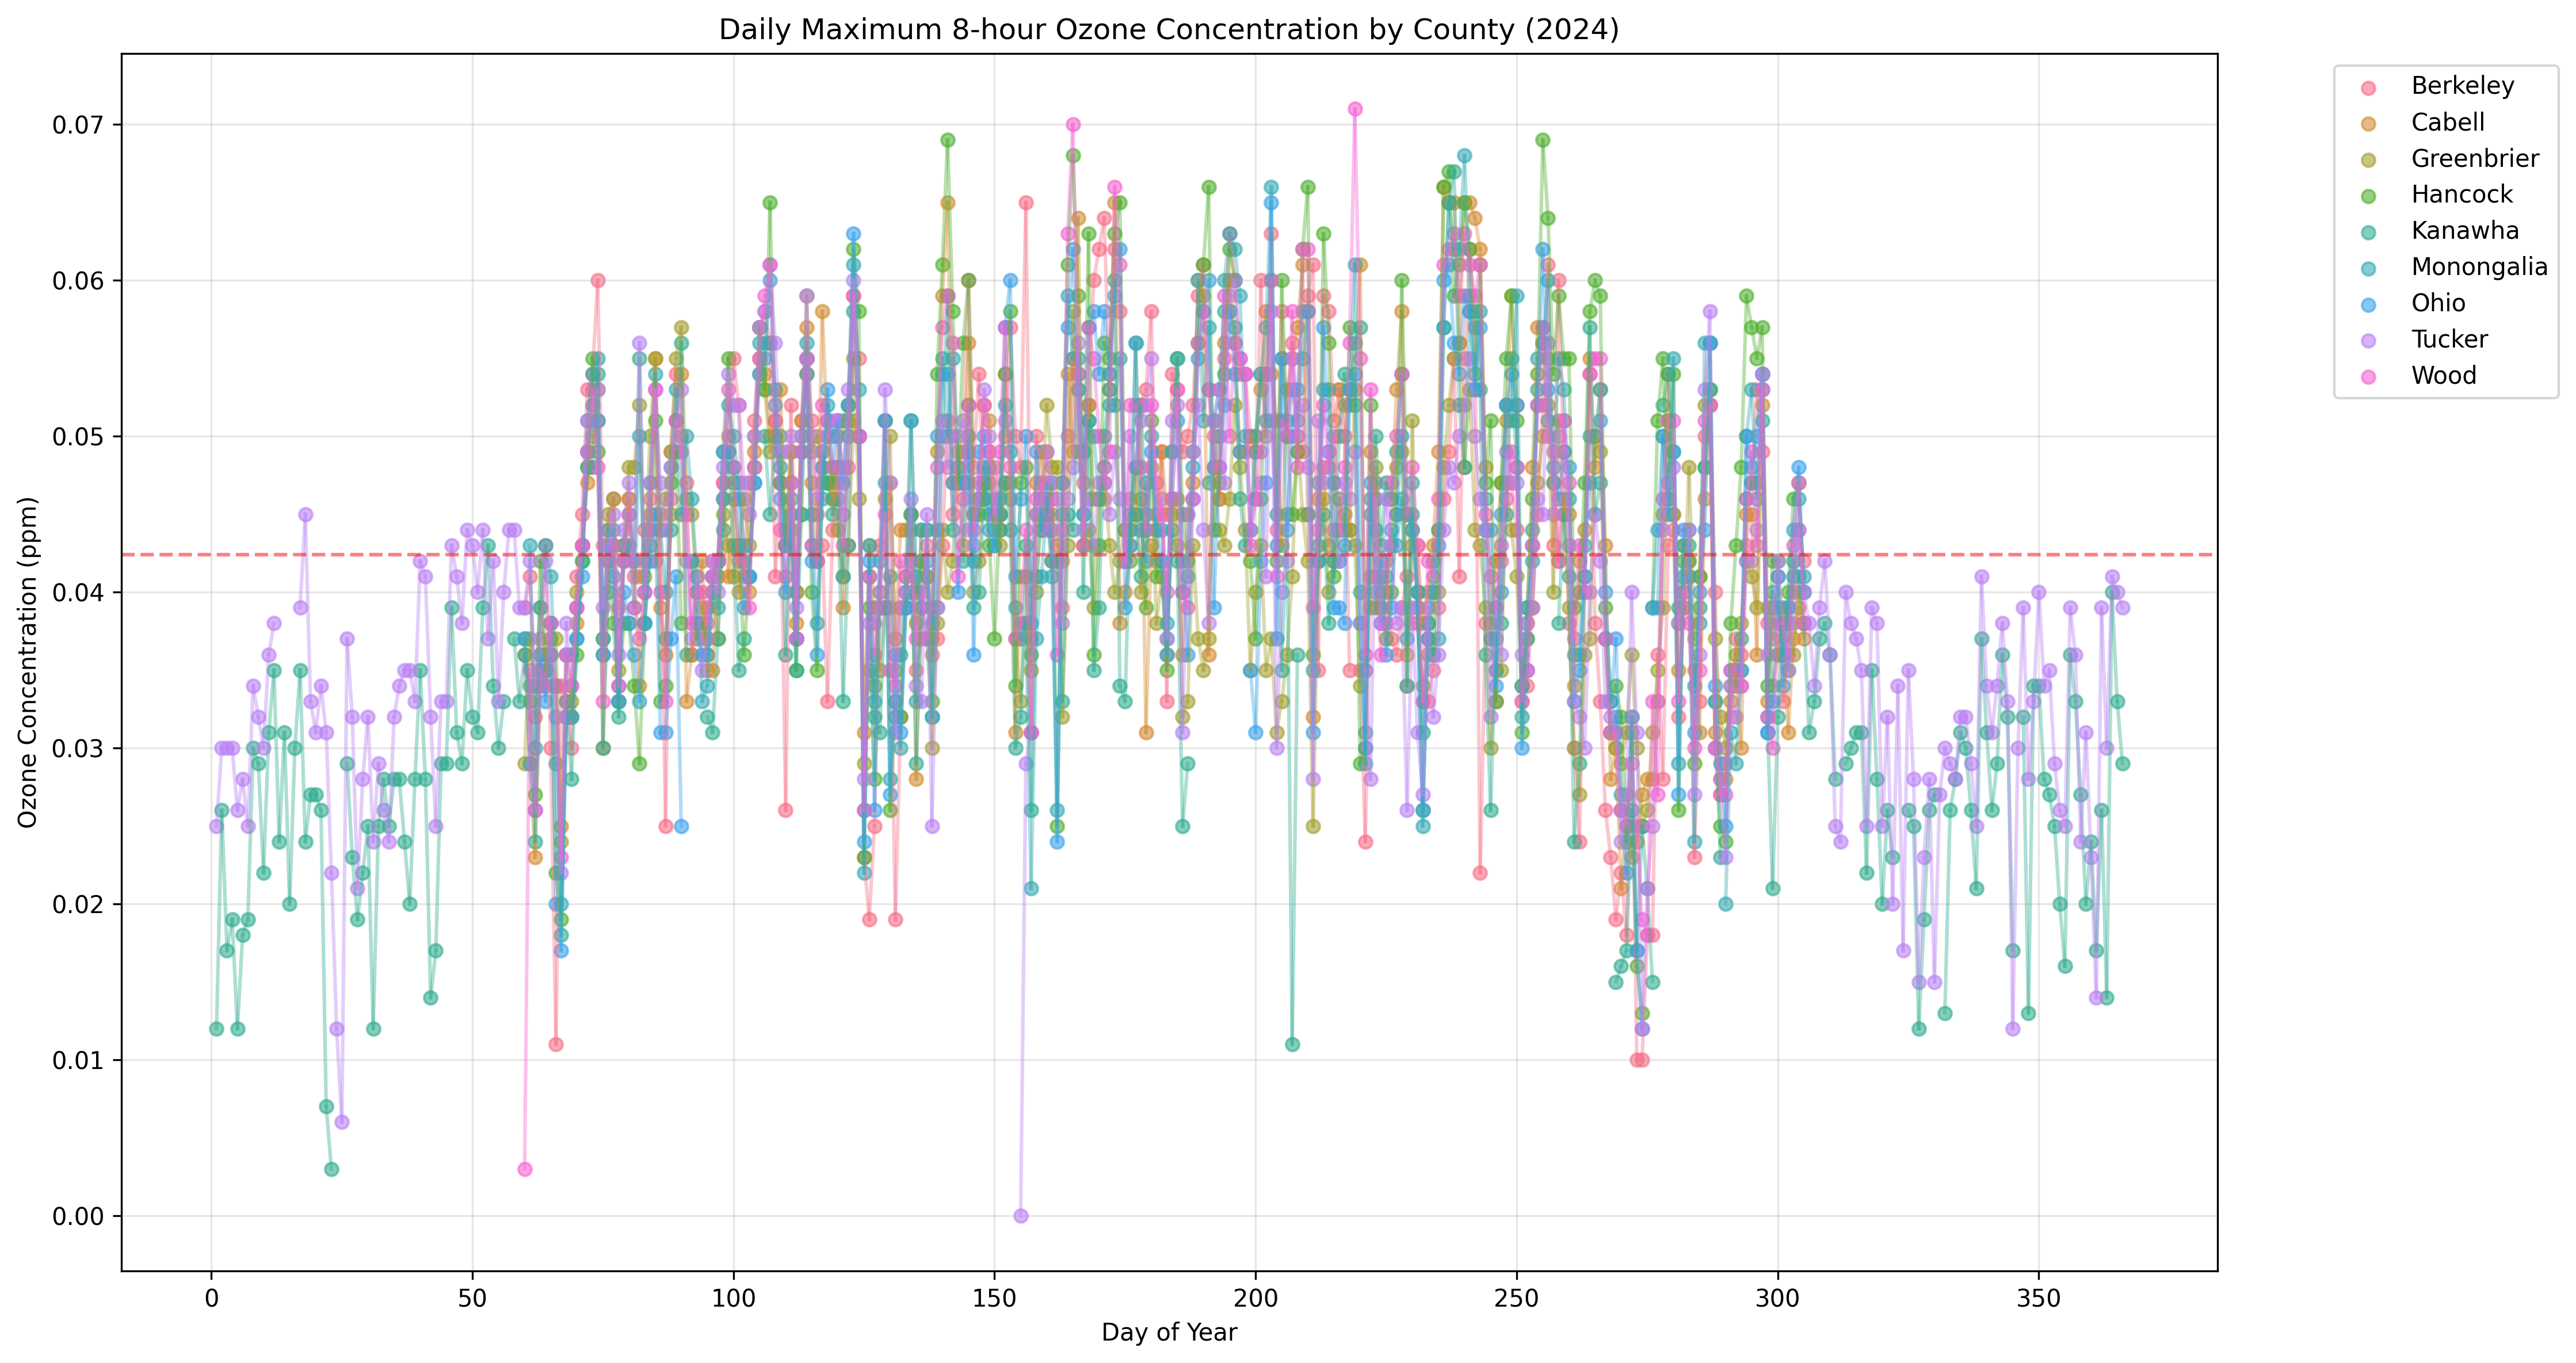 Daily Maximum 8-hour Ozone Concentration by County (2024)
Ozone Concentration (ppm)
0.07
0.06
0.05
0.04
0.03
0.02
0.01
0.00
0 50 100 150 200 250 300 350
Day of Year
Berkeley
Cabell
Greenbrier
Hancock
Kanawha
Monongalia
Ohio
Tucker
Wood